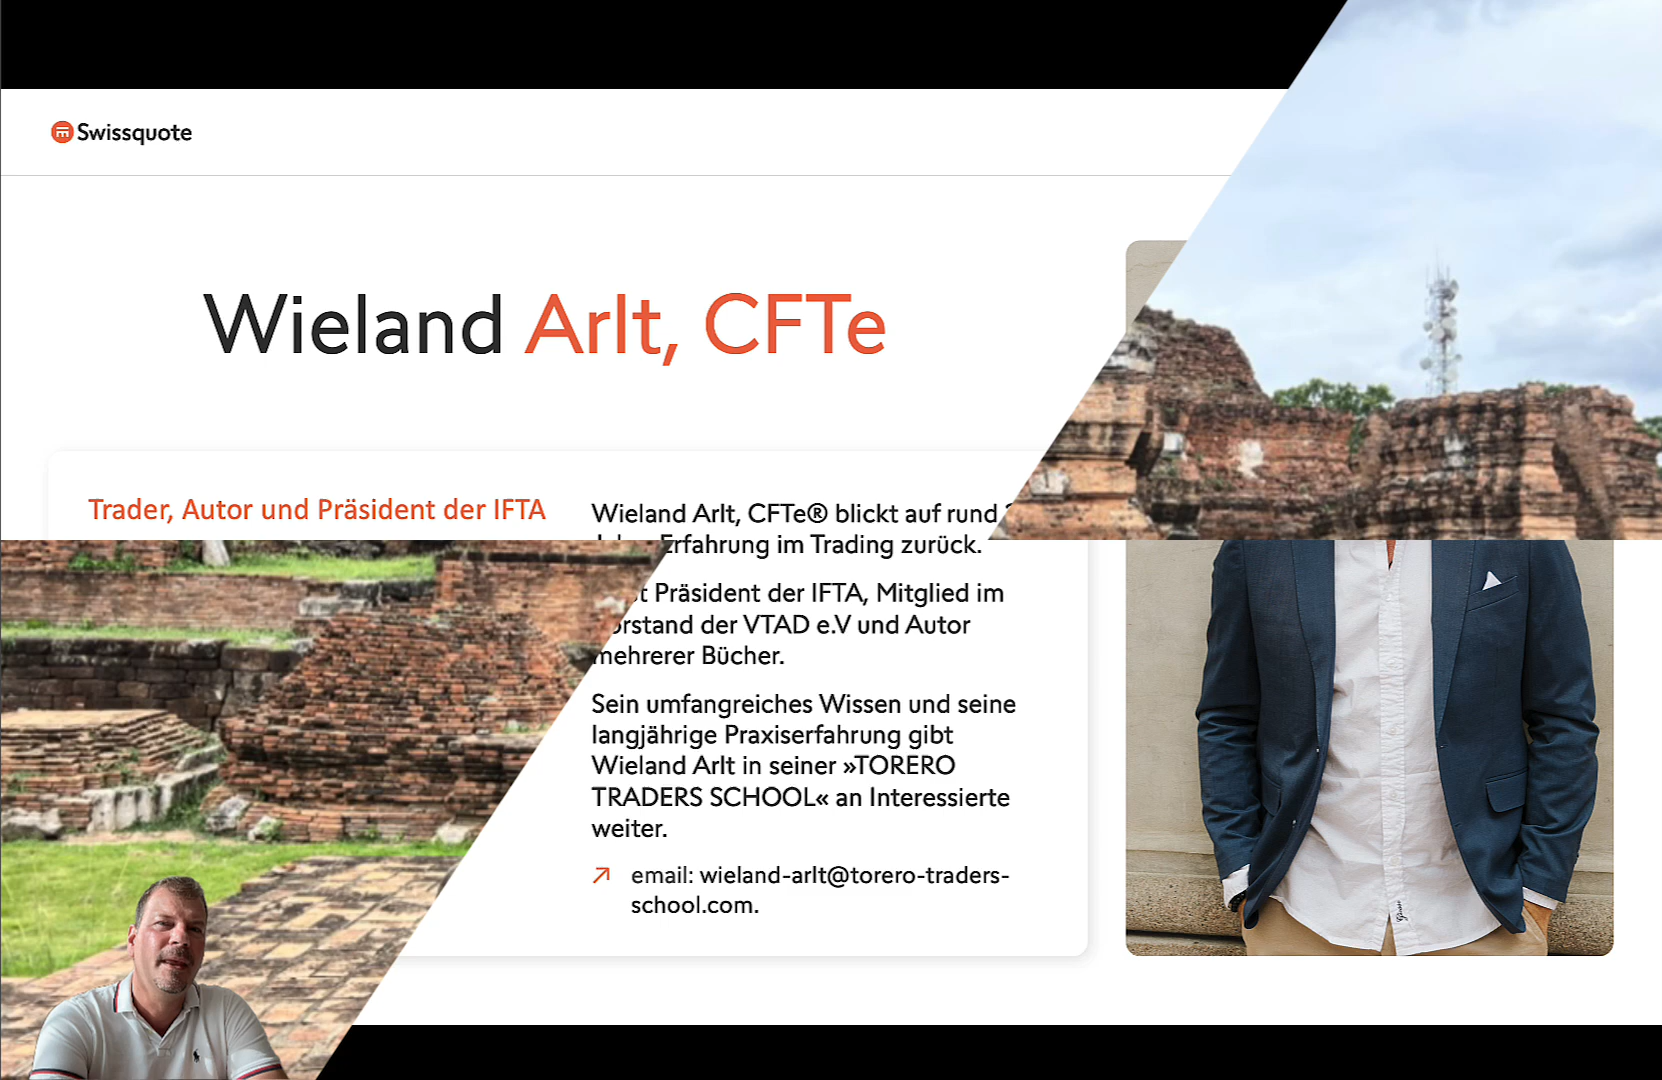 Swissquote
Wieland Arlt, CFTe
Trader, Autor und Präsident der IFTA
Wieland Arlt, CFTe® blickt auf rund
Erfahrung im Trading zurück.
Präsident der IFTA, Mitglied im
der VTAD e.V und Autor
mehrerer Bücher.
Sein umfangreiches Wissen und seine
langjährige Praxiserfahrung gibt
Wieland Arlt in seiner »TORERO
TRADERS SCHOOL« an Interessierte
weiter.
email: wieland-arlt@torero-traders-
school.com.